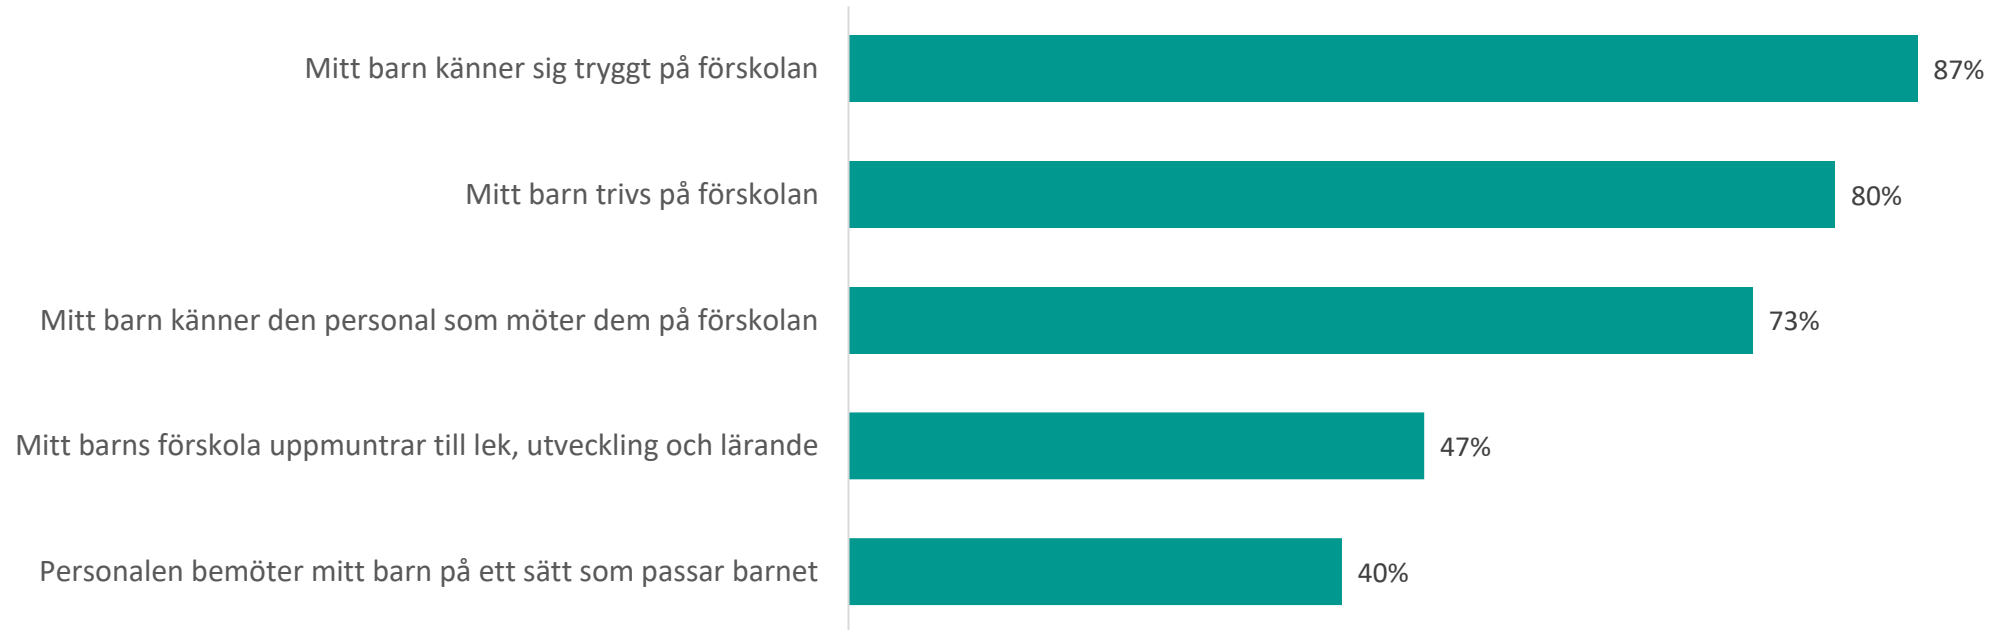 Mitt barn känner sig tryggt på förskolan 87%
Mitt barn trivs på förskolan 80%
Mitt barn känner den personal som möter dem på förskolan 73%
Mitt barns förskola uppmuntrar till lek, utveckling och lärande 47%
Personalen bemöter mitt barn på ett sätt som passar barnet 40%